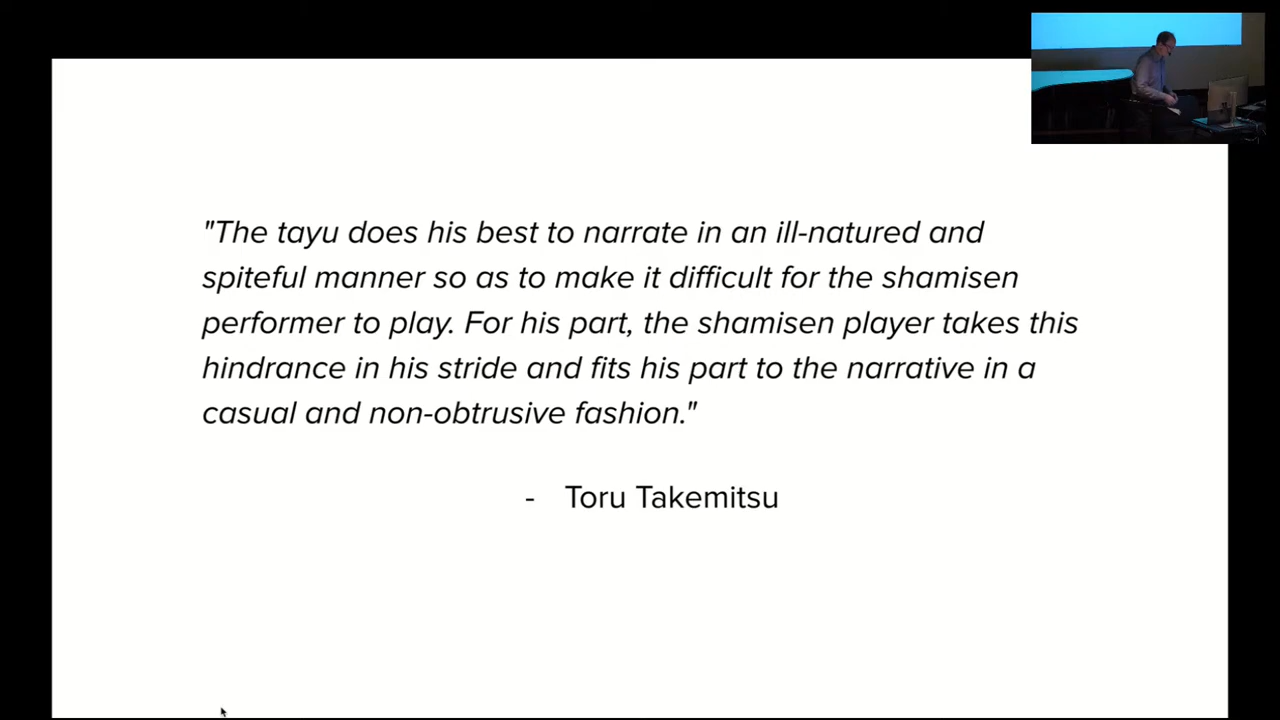 "The tayu does his best to narrate in an ill-natured and
spiteful manner so as to make it difficult for the shamisen
performer to play. For his part, the shamisen player takes this
hindrance in his stride and fits his part to the narrative in a
casual and non-obtrusive fashion."
- Toru Takemitsu